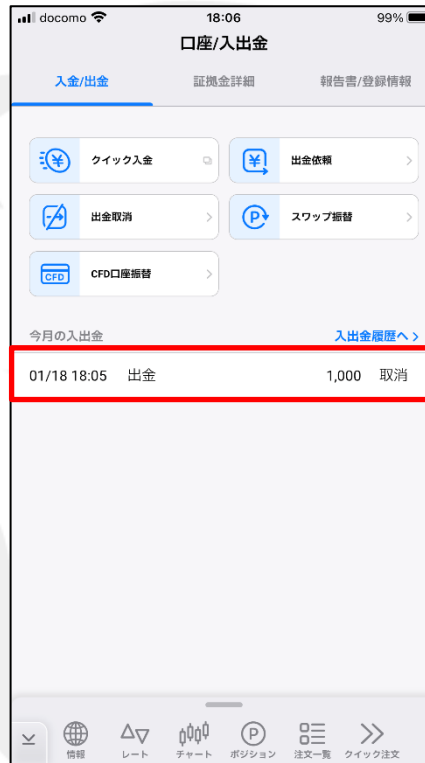 docomo 18:06 99%
口座/入出金
入金/出金 証拠金詳細 報告書/登録情報
クイック入金 出金依頼
出金取消 スワップ振替
CFD CFD口座振替
今月の入出金 入出金履歴へ
01/18 18:05 出金 1,000 取消
情報 レート チャート ポジション 注文一覧 クイック注文